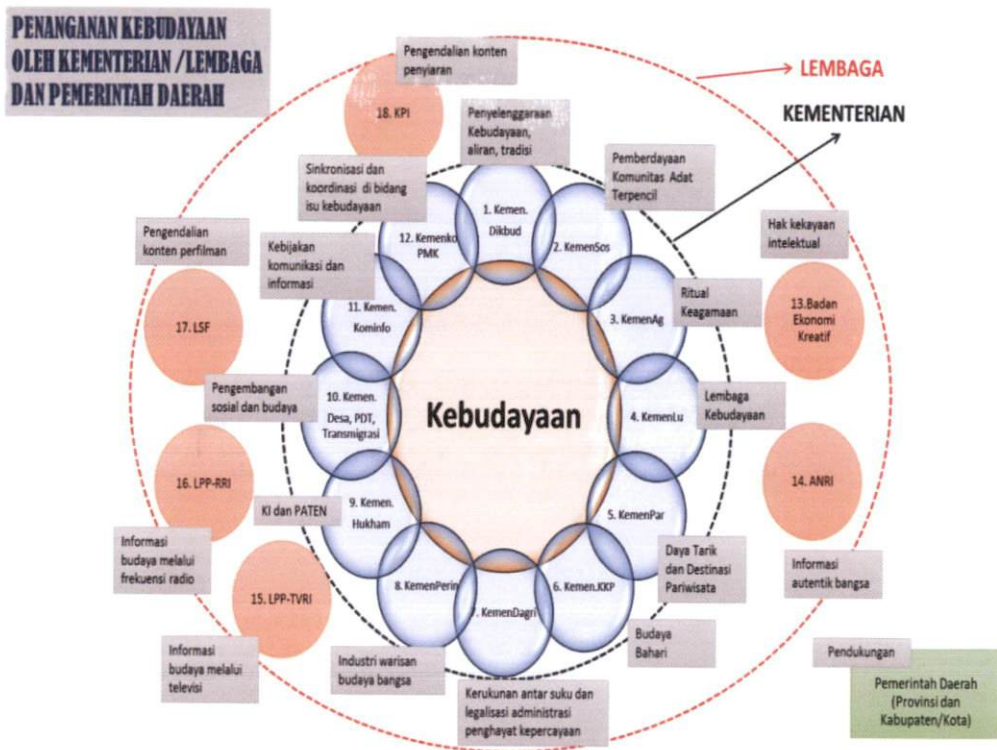 PENANGANAN KEBUDAYAAN
OLEH KEMENTERIAN /LEMBAGA
DAN PEMERINTAH DAERAH
LEMBAGA
KEMENTERIAN
Pengendalian konten
penyiaran
18. KPI
Penyelenggaraan
Kebudayaan,
aliran, tradisi
1. Kemen.
Dikbud
Pemberdayaan
Komunitas Adat
Terpencil
2. KemenSos
Ritual
Keagamaan
3. KemenAg
Lembaga
Kebudayaan
4. KemenLu
Daya Tarik
dan Destinasi
Pariwisata
5. KemenPar
Budaya
Bahari
6. Kemen.KKP
7. KemenDagri
Kerukunan antar suku dan
legalisasi administrasi
penghayat kepercayaan
8. KemenPerin
Industri warisan
budaya bangsa
9. Kemen.
Hukham
KI dan PATEN
10. Kemen.
Desa, PDT,
Transmigrasi
Pengembangan
sosial dan budaya
11. Kemen.
Kominfo
Kebijakan
komunikasi dan
informasi
12. Kemenko
PMK
Sinkronisasi dan
koordinasi di bidang
isu kebudayaan
Kebudayaan
Hak kekayaan
intelektual
13.Badan
Ekonomi
Kreatif
14. ANRI
Informasi
autentik bangsa
15. LPP-TVRI
Informasi
budaya melalui
televisi
16. LPP-RRI
Informasi
budaya melalui
frekuensi radio
17. LSF
Pengendalian
konten perfilman
Pendukungan
Pemerintah Daerah
(Provinsi dan
Kabupaten/Kota)